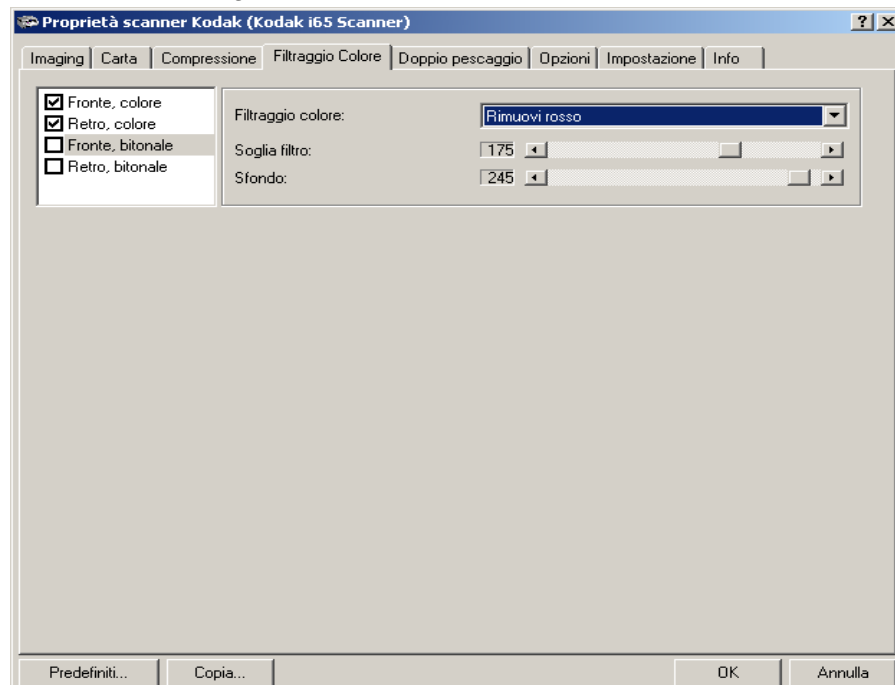 Proprietà scanner Kodak (Kodak i65 Scanner)
Imaging Carta Compressione Filtraggio Colore Doppio pescaggio Opzioni Impostazione Info
Fronte, colore
Retro, colore
Fronte, bitonale
Retro, bitonale
Filtraggio colore: Rimuovi rosso
Soglia filtro: 175
Sfondo: 245
Predefiniti... Copia... OK Annulla